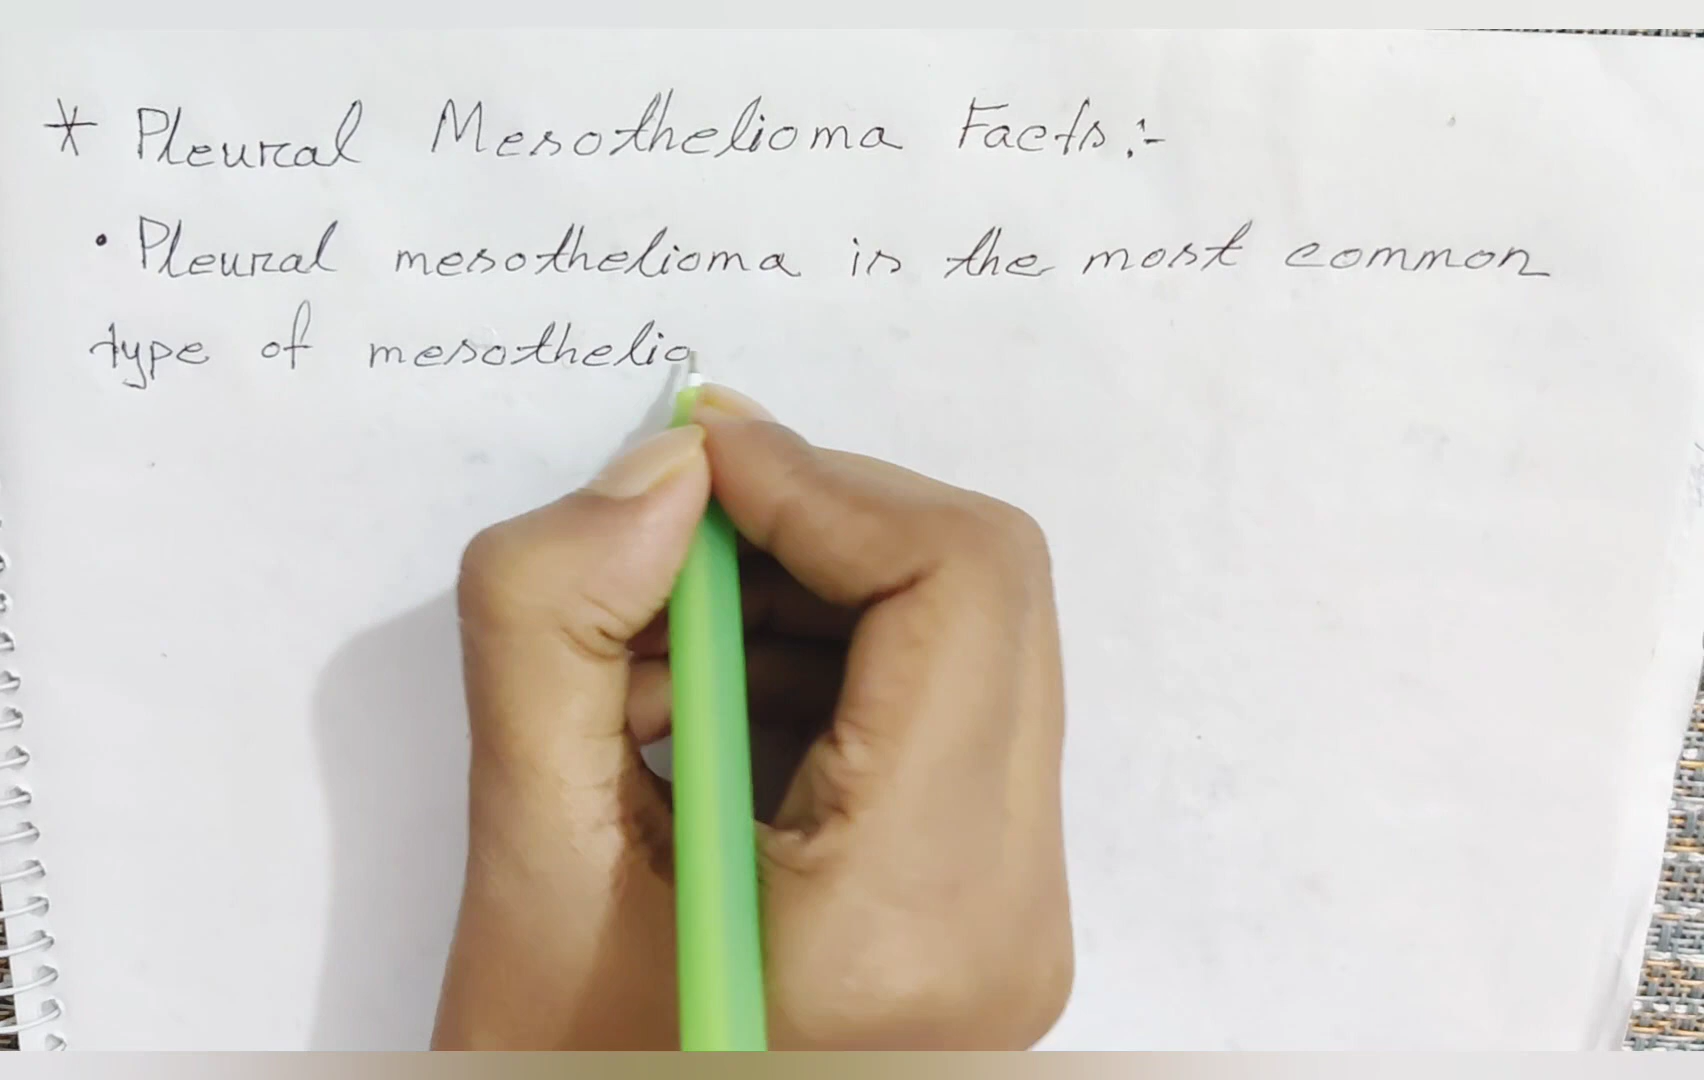 * Pleural Mesothelioma Facts:-
• Pleural mesothelioma is the most common
type of mesothelio